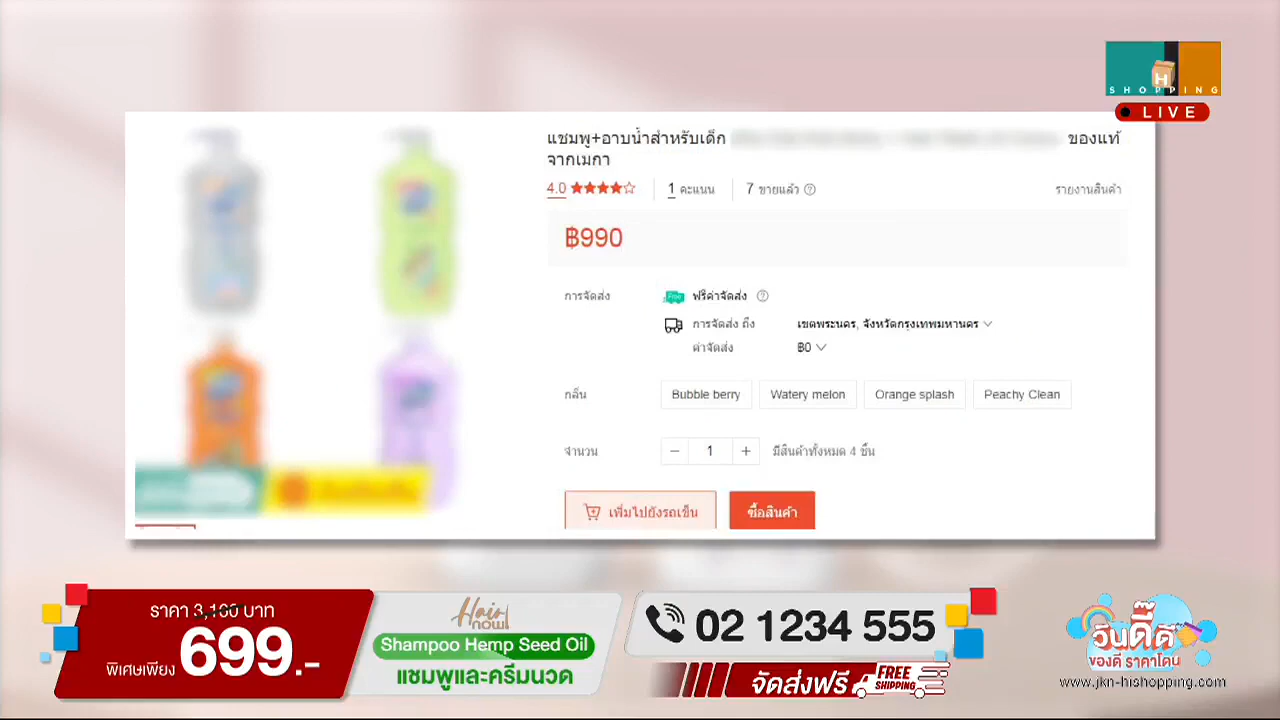 H
SHOPPING
LIVE
แชมพู+อาบน้ำสำหรับเด็ก ของแท้
จากเมกา
4.0 1 คะแนน 7 ขายแล้ว รายงานสินค้า
฿990
การจัดส่ง Free ฟรีค่าจัดส่ง
การจัดส่ง ถึง เขตพระนคร, จังหวัดกรุงเทพมหานคร
ค่าจัดส่ง ฿0
กลิ่น Bubble berry Watery melon Orange splash Peachy Clean
จำนวน − 1 + มีสินค้าทั้งหมด 4 ชิ้น
เพิ่มไปยังรถเข็น ซื้อสินค้า
ราคา 3,100 บาท
พิเศษเพียง 699.-
Hair now!
Shampoo Hemp Seed Oil
แชมพูและครีมนวด
02 1234 555
จัดส่งฟรี FREE SHIPPING
วันดี๊ดี
ของดี ราคาโดน
www.jkn-hishopping.com